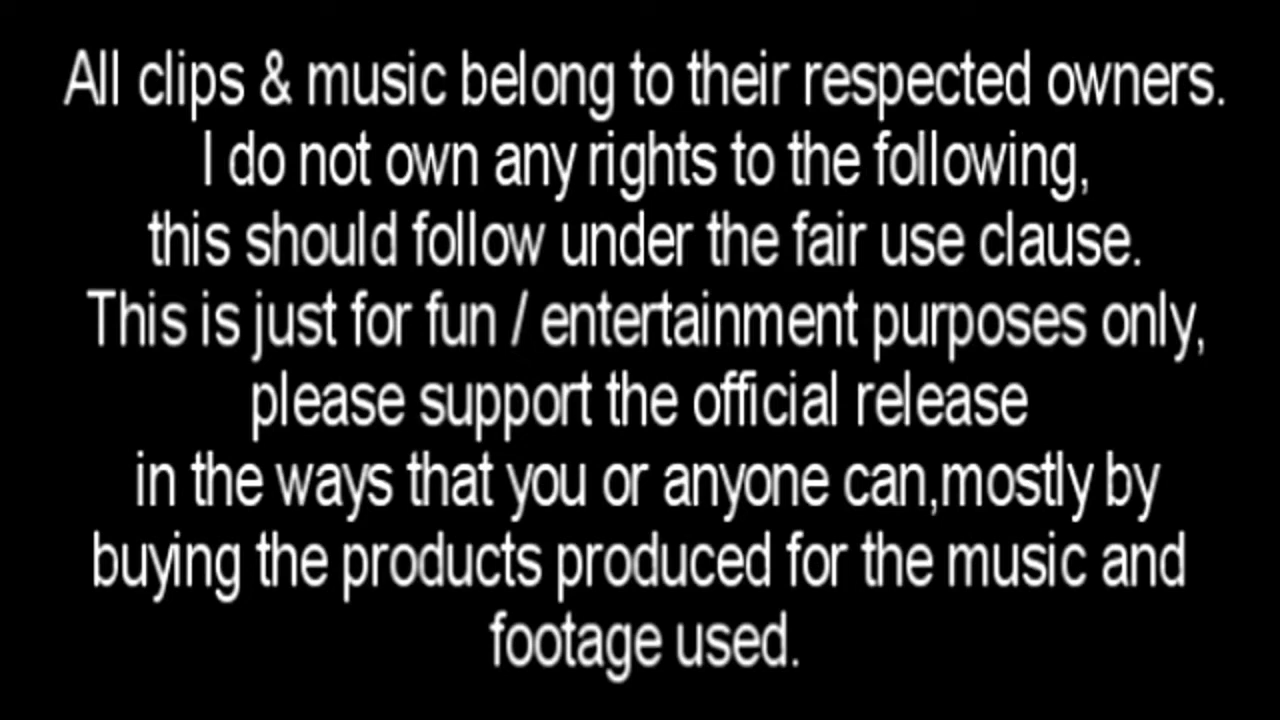 All clips & music belong to their respected owners.
I do not own any rights to the following,
this should follow under the fair use clause.
This is just for fun / entertainment purposes only,
please support the official release
in the ways that you or anyone can,mostly by
buying the products produced for the music and
footage used.